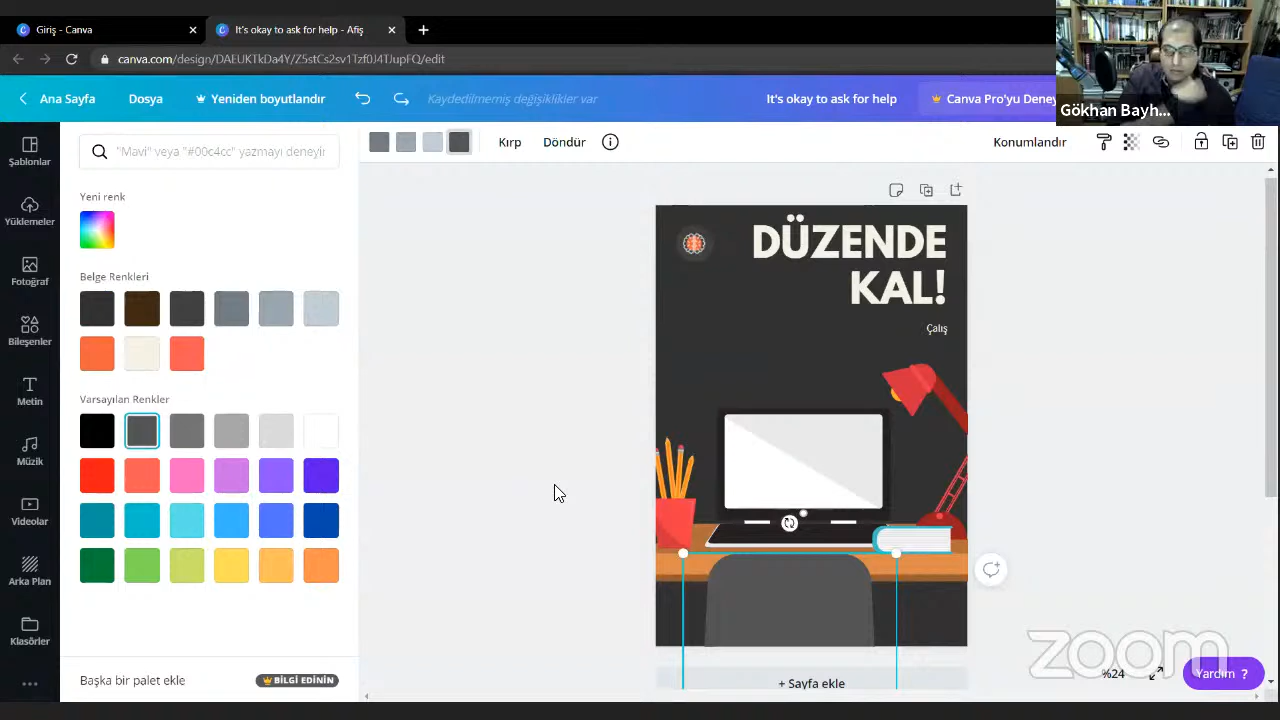 Giriş - Canva
It's okay to ask for help - Afiş
canva.com/design/DAEUKTkDa4Y/Z5stCs2sv1Tzf0J4TJupFQ/edit
Gökhan Bayh...
Ana Sayfa
Dosya
Yeniden boyutlandır
Kaydedilmemiş değişiklikler var
It's okay to ask for help
Canva Pro'yu Deney
"Mavi" veya "#00c4cc" yazmayı deneyin
Kırp
Döndür
Konumlandır
Şablonlar
Yüklemeler
Fotoğraf
Bileşenler
Metin
Müzik
Videolar
Arka Plan
Klasörler
Yeni renk
Belge Renkleri
Varsayılan Renkler
Başka bir palet ekle
BİLGİ EDİNİN
DÜZENDE
KAL!
Çalış
+ Sayfa ekle
zoom
%24
Yardım ?